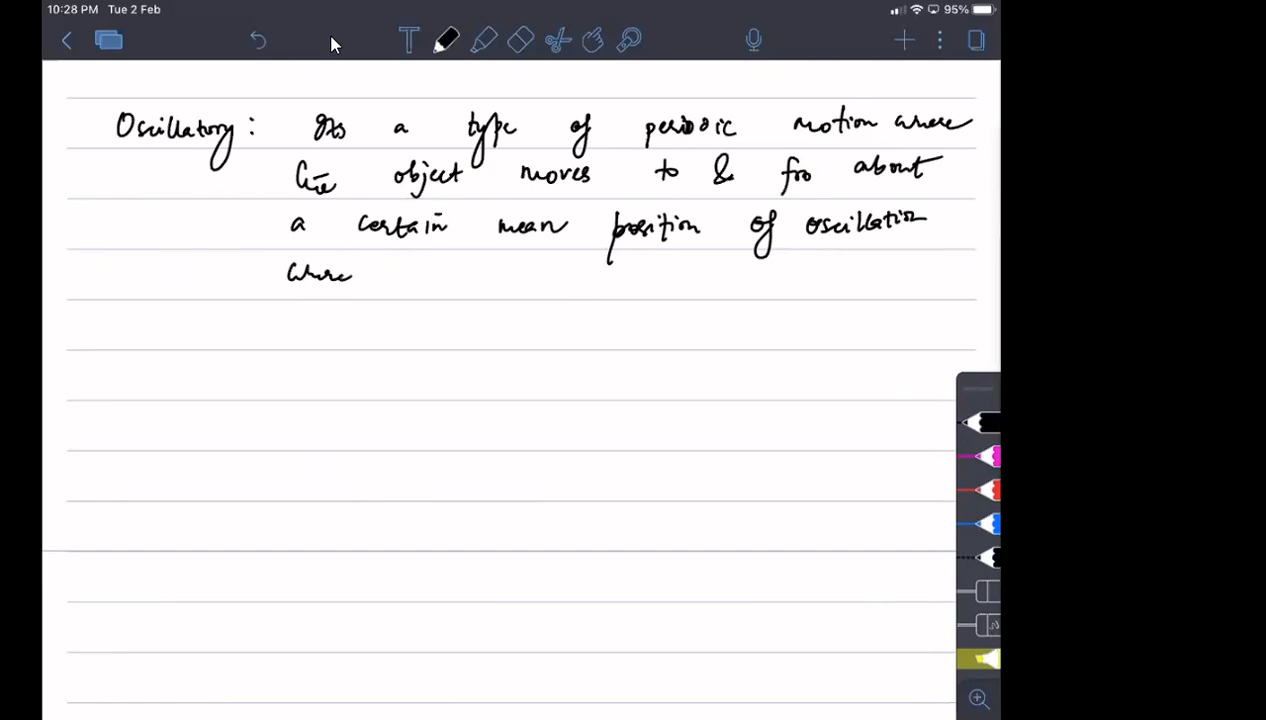 10:28 PM Tue 2 Feb 95%
Oscillatory : Its a type of periodic motion where
the object moves to & fro about
a certain mean position of oscillation
where